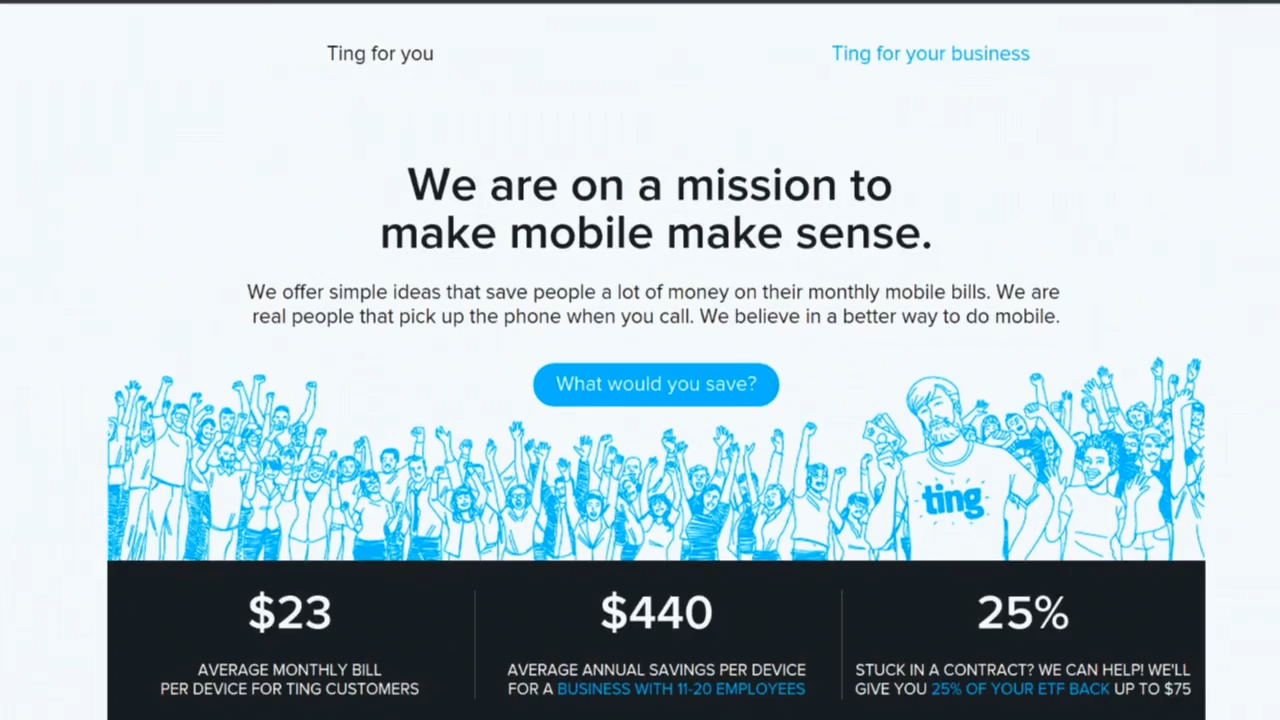 Ting for you
Ting for your business
We are on a mission to
make mobile make sense.
We offer simple ideas that save people a lot of money on their monthly mobile bills. We are
real people that pick up the phone when you call. We believe in a better way to do mobile.
What would you save?
ting
$23
AVERAGE MONTHLY BILL
PER DEVICE FOR TING CUSTOMERS
$440
AVERAGE ANNUAL SAVINGS PER DEVICE
FOR A BUSINESS WITH 11-20 EMPLOYEES
25%
STUCK IN A CONTRACT? WE CAN HELP! WE'LL
GIVE YOU 25% OF YOUR ETF BACK UP TO $75